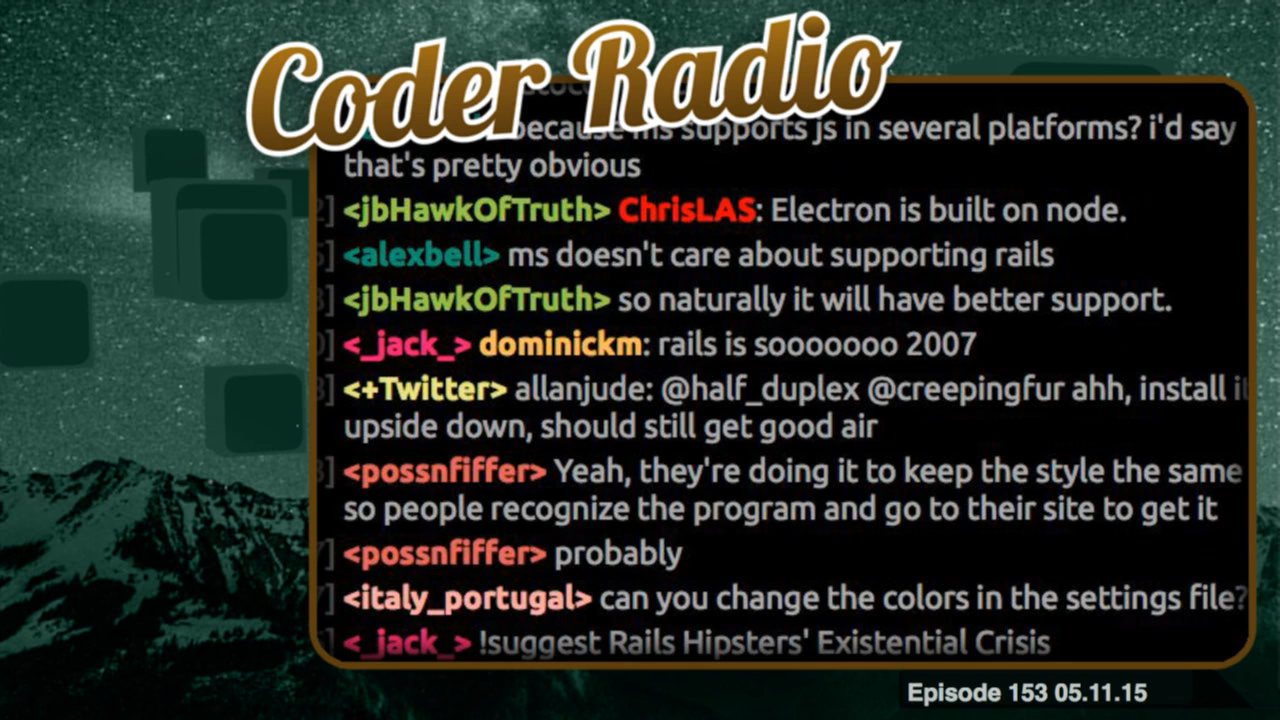 Coder Radio
because ms supports js in several platforms? i'd say
that's pretty obvious
<jbHawkOfTruth> ChrisLAS: Electron is built on node.
<alexbell> ms doesn't care about supporting rails
<jbHawkOfTruth> so naturally it will have better support.
<_jack_> dominickm: rails is sooooooo 2007
<+Twitter> allanjude: @half_duplex @creepingfur ahh, install it
upside down, should still get good air
<possnfiffer> Yeah, they're doing it to keep the style the same
so people recognize the program and go to their site to get it
<possnfiffer> probably
<italy_portugal> can you change the colors in the settings file?
<_jack_> !suggest Rails Hipsters' Existential Crisis
Episode 153 05.11.15